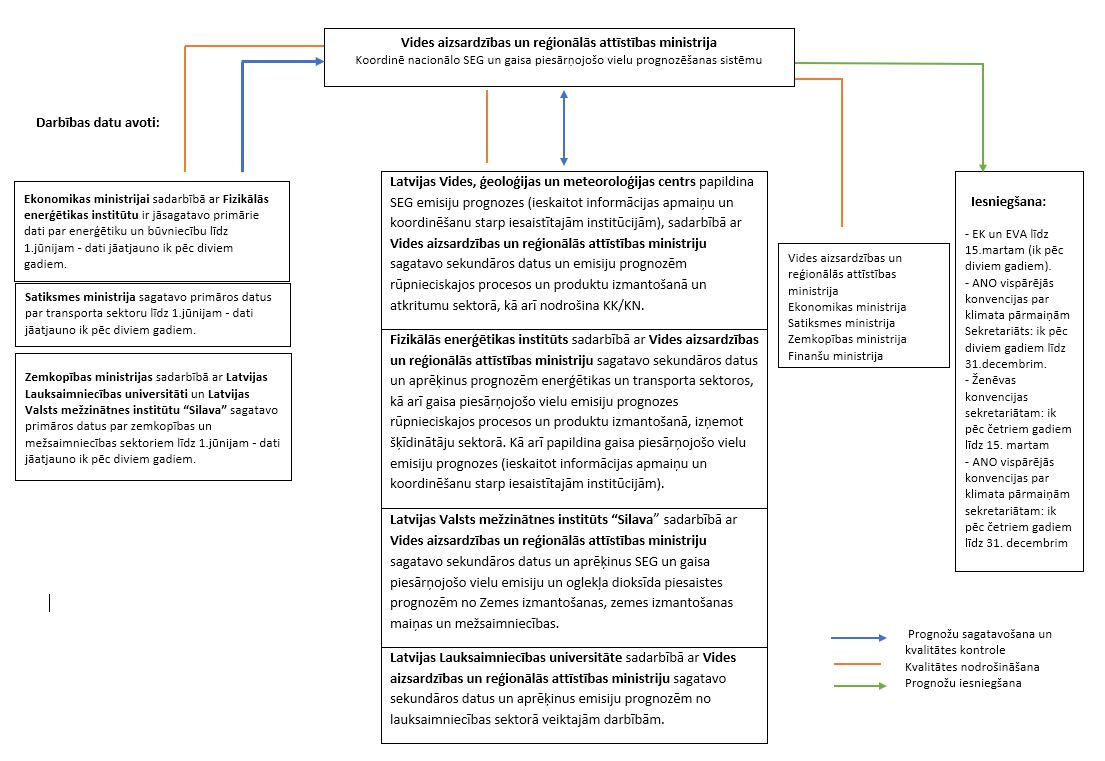 Vides aizsardzības un reģionālās attīstības ministrija
Koordinē nacionālo SEG un gaisa piesārņojošo vielu prognozēšanas sistēmu
Darbības datu avoti:
Ekonomikas ministrijai sadarbībā ar Fizikālās
enerģētikas institūtu ir jāsagatavo primārie
dati par enerģētiku un būvniecību līdz
1.jūnijam - dati jāatjauno ik pēc diviem
gadiem.
Satiksmes ministrija sagatavo primāros datus
par transporta sektoru līdz 1.jūnijam - dati
jāatjauno ik pēc diviem gadiem.
Zemkopības ministrijas sadarbībā ar Latvijas
Lauksaimniecības universitāti un Latvijas
Valsts mežzinātnes institūtu “Silava” sagatavo
primāros datus par zemkopības un
mežsaimniecības sektoriem līdz 1.jūnijam - dati
jāatjauno ik pēc diviem gadiem.
Latvijas Vides, ģeoloģijas un meteoroloģijas centrs papildina
SEG emisiju prognozes (ieskaitot informācijas apmaiņu un
koordinēšanu starp iesaistītajām institūcijām), sadarbībā ar
Vides aizsardzības un reģionālās attīstības ministriju
sagatavo sekundāros datus un emisiju prognozēm
rūpnieciskajos procesos un produktu izmantošanā un
atkritumu sektorā, kā arī nodrošina KK/KN.
Fizikālās enerģētikas institūts sadarbībā ar Vides aizsardzības
un reģionālās attīstības ministriju sagatavo sekundāros datus
un aprēķinus prognozēm enerģētikas un transporta sektoros,
kā arī gaisa piesārņojošo vielu emisiju prognozes
rūpnieciskajos procesos un produktu izmantošanā, izņemot
šķīdinātāju sektorā. Kā arī papildina gaisa piesārņojošo vielu
emisiju prognozes (ieskaitot informācijas apmaiņu un
koordinēšanu starp iesaistītajām institūcijām).
Latvijas Valsts mežzinātnes institūts “Silava” sadarbībā ar
Vides aizsardzības un reģionālās attīstības ministriju
sagatavo sekundāros datus un aprēķinus SEG un gaisa
piesārņojošo vielu emisiju un oglekļa dioksīda piesaistes
prognozēm no Zemes izmantošanas, zemes izmantošanas
maiņas un mežsaimniecības.
Latvijas Lauksaimniecības universitāte sadarbībā ar Vides
aizsardzības un reģionālās attīstības ministriju sagatavo
sekundāros datus un aprēķinus emisiju prognozēm no
lauksaimniecības sektorā veiktajām darbībām.
Vides aizsardzības un
reģionālās attīstības
ministrija
Ekonomikas ministrija
Satiksmes ministrija
Zemkopības ministrija
Finanšu ministrija
Iesniegšana:
- EK un EVA līdz
15.martam (ik pēc
diviem gadiem).
- ANO vispārējās
konvencijas par
klimata pārmaiņām
Sekretariāts: ik pēc
diviem gadiem līdz
31.decembrim.
- Ženēvas
konvencijas
sekretariātam: ik
pēc četriem gadiem
līdz 15. martam
- ANO vispārējās
konvencijas par
klimata pārmaiņām
sekretariātam: ik
pēc četriem gadiem
līdz 31. decembrim
Prognožu sagatavošana un
kvalitātes kontrole
Kvalitātes nodrošināšana
Prognožu iesniegšana